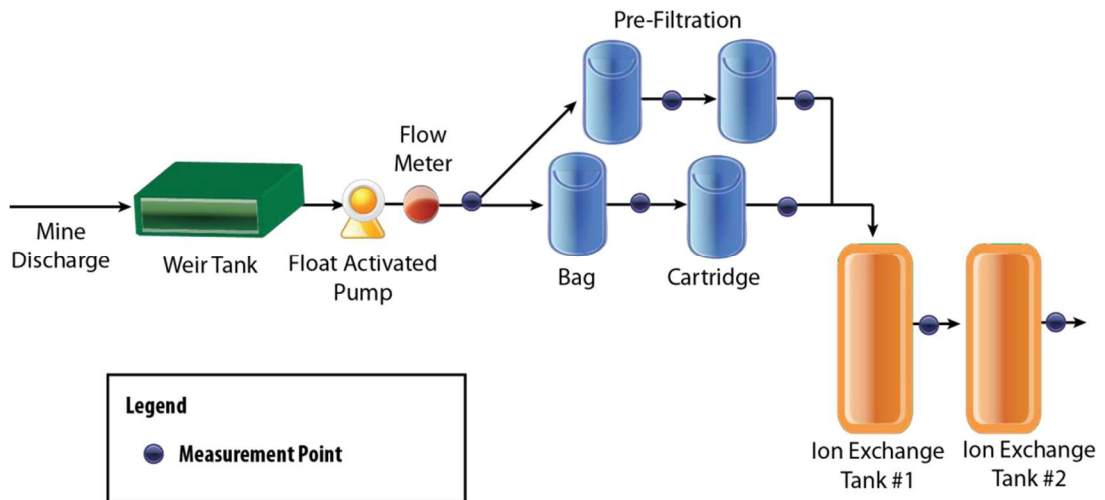 Pre-Filtration
Flow
Meter
Mine
Discharge
Weir Tank
Float Activated
Pump
Bag
Cartridge
Ion Exchange
Tank #1
Ion Exchange
Tank #2
Legend
Measurement Point